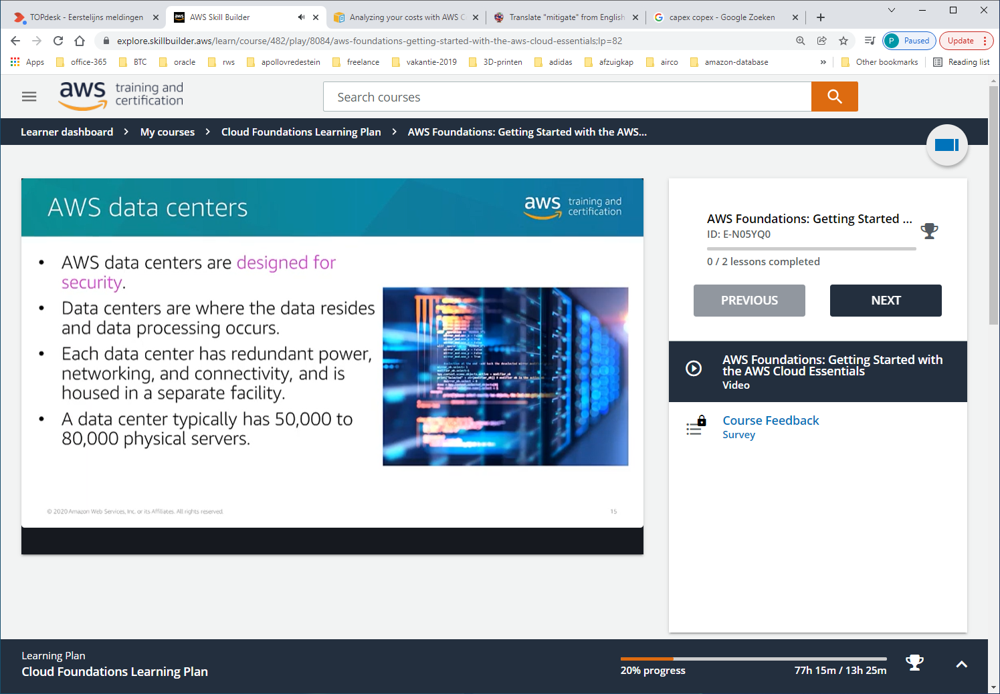 TOPdesk - Eerstelijns meldingen
AWS Skill Builder
Analyzing your costs with AWS C
Translate "mitigate" from English
capex copex - Google Zoeken
explore.skillbuilder.aws/learn/course/482/play/8084/aws-foundations-getting-started-with-the-aws-cloud-essentials;lp=82
P Paused
Update
Apps
office-365
BTC
oracle
rws
apollovredestein
freelance
vakantie-2019
3D-printen
adidas
afzuigkap
airco
amazon-database
»
Other bookmarks
Reading list
aws training and
certification
Search courses
Learner dashboard > My courses > Cloud Foundations Learning Plan > AWS Foundations: Getting Started with the AWS...
AWS data centers
aws training and
certification
• AWS data centers are designed for
security.
• Data centers are where the data resides
and data processing occurs.
• Each data center has redundant power,
networking, and connectivity, and is
housed in a separate facility.
• A data center typically has 50,000 to
80,000 physical servers.
© 2020 Amazon Web Services, Inc. or its Affiliates. All rights reserved.
15
AWS Foundations: Getting Started ...
ID: E-N05YQ0
0 / 2 lessons completed
PREVIOUS
NEXT
AWS Foundations: Getting Started with
the AWS Cloud Essentials
Video
Course Feedback
Survey
Learning Plan
Cloud Foundations Learning Plan
20% progress
77h 15m / 13h 25m